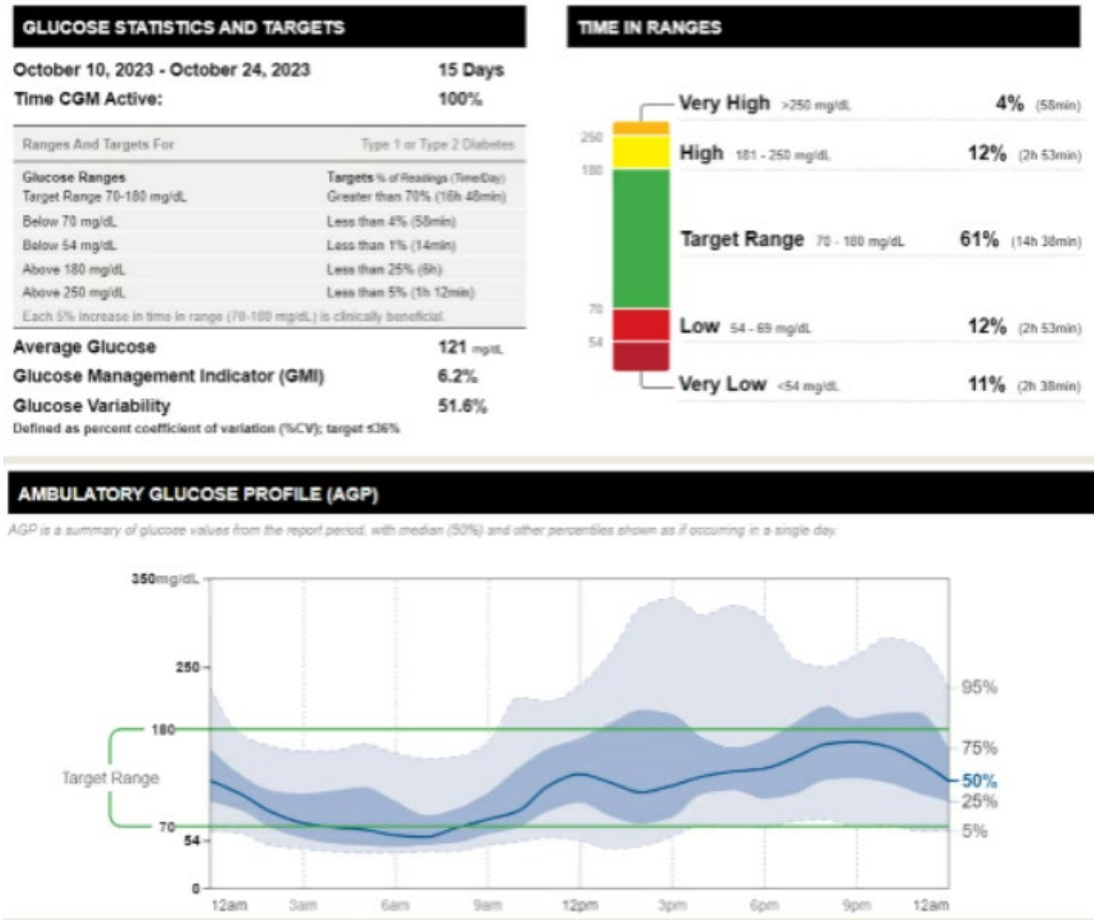 GLUCOSE STATISTICS AND TARGETS
October 10, 2023 - October 24, 2023 15 Days
Time CGM Active: 100%
Ranges And Targets For Type 1 or Type 2 Diabetes
Glucose Ranges Targets % of Readings (Time/Day)
Target Range 70-180 mg/dL Greater than 70% (16h 48min)
Below 70 mg/dL Less than 4% (58min)
Below 54 mg/dL Less than 1% (14min)
Above 180 mg/dL Less than 25% (6h)
Above 250 mg/dL Less than 5% (1h 12min)
Each 5% increase in time in range (70-180 mg/dL) is clinically beneficial.
Average Glucose 121 mg/dL
Glucose Management Indicator (GMI) 6.2%
Glucose Variability 51.6%
Defined as percent coefficient of variation (%CV); target ≤36%
TIME IN RANGES
Very High >250 mg/dL 4% (58min)
250
High 181 - 250 mg/dL 12% (2h 53min)
180
Target Range 70 - 180 mg/dL 61% (14h 38min)
70
Low 54 - 69 mg/dL 12% (2h 53min)
54
Very Low <54 mg/dL 11% (2h 38min)
AMBULATORY GLUCOSE PROFILE (AGP)
AGP is a summary of glucose values from the report period, with median (50%) and other percentiles shown as if occurring in a single day.
350mg/dL
250
95%
180
75%
Target Range
50%
25%
70
5%
54
0
12am 3am 6am 9am 12pm 3pm 6pm 9pm 12am